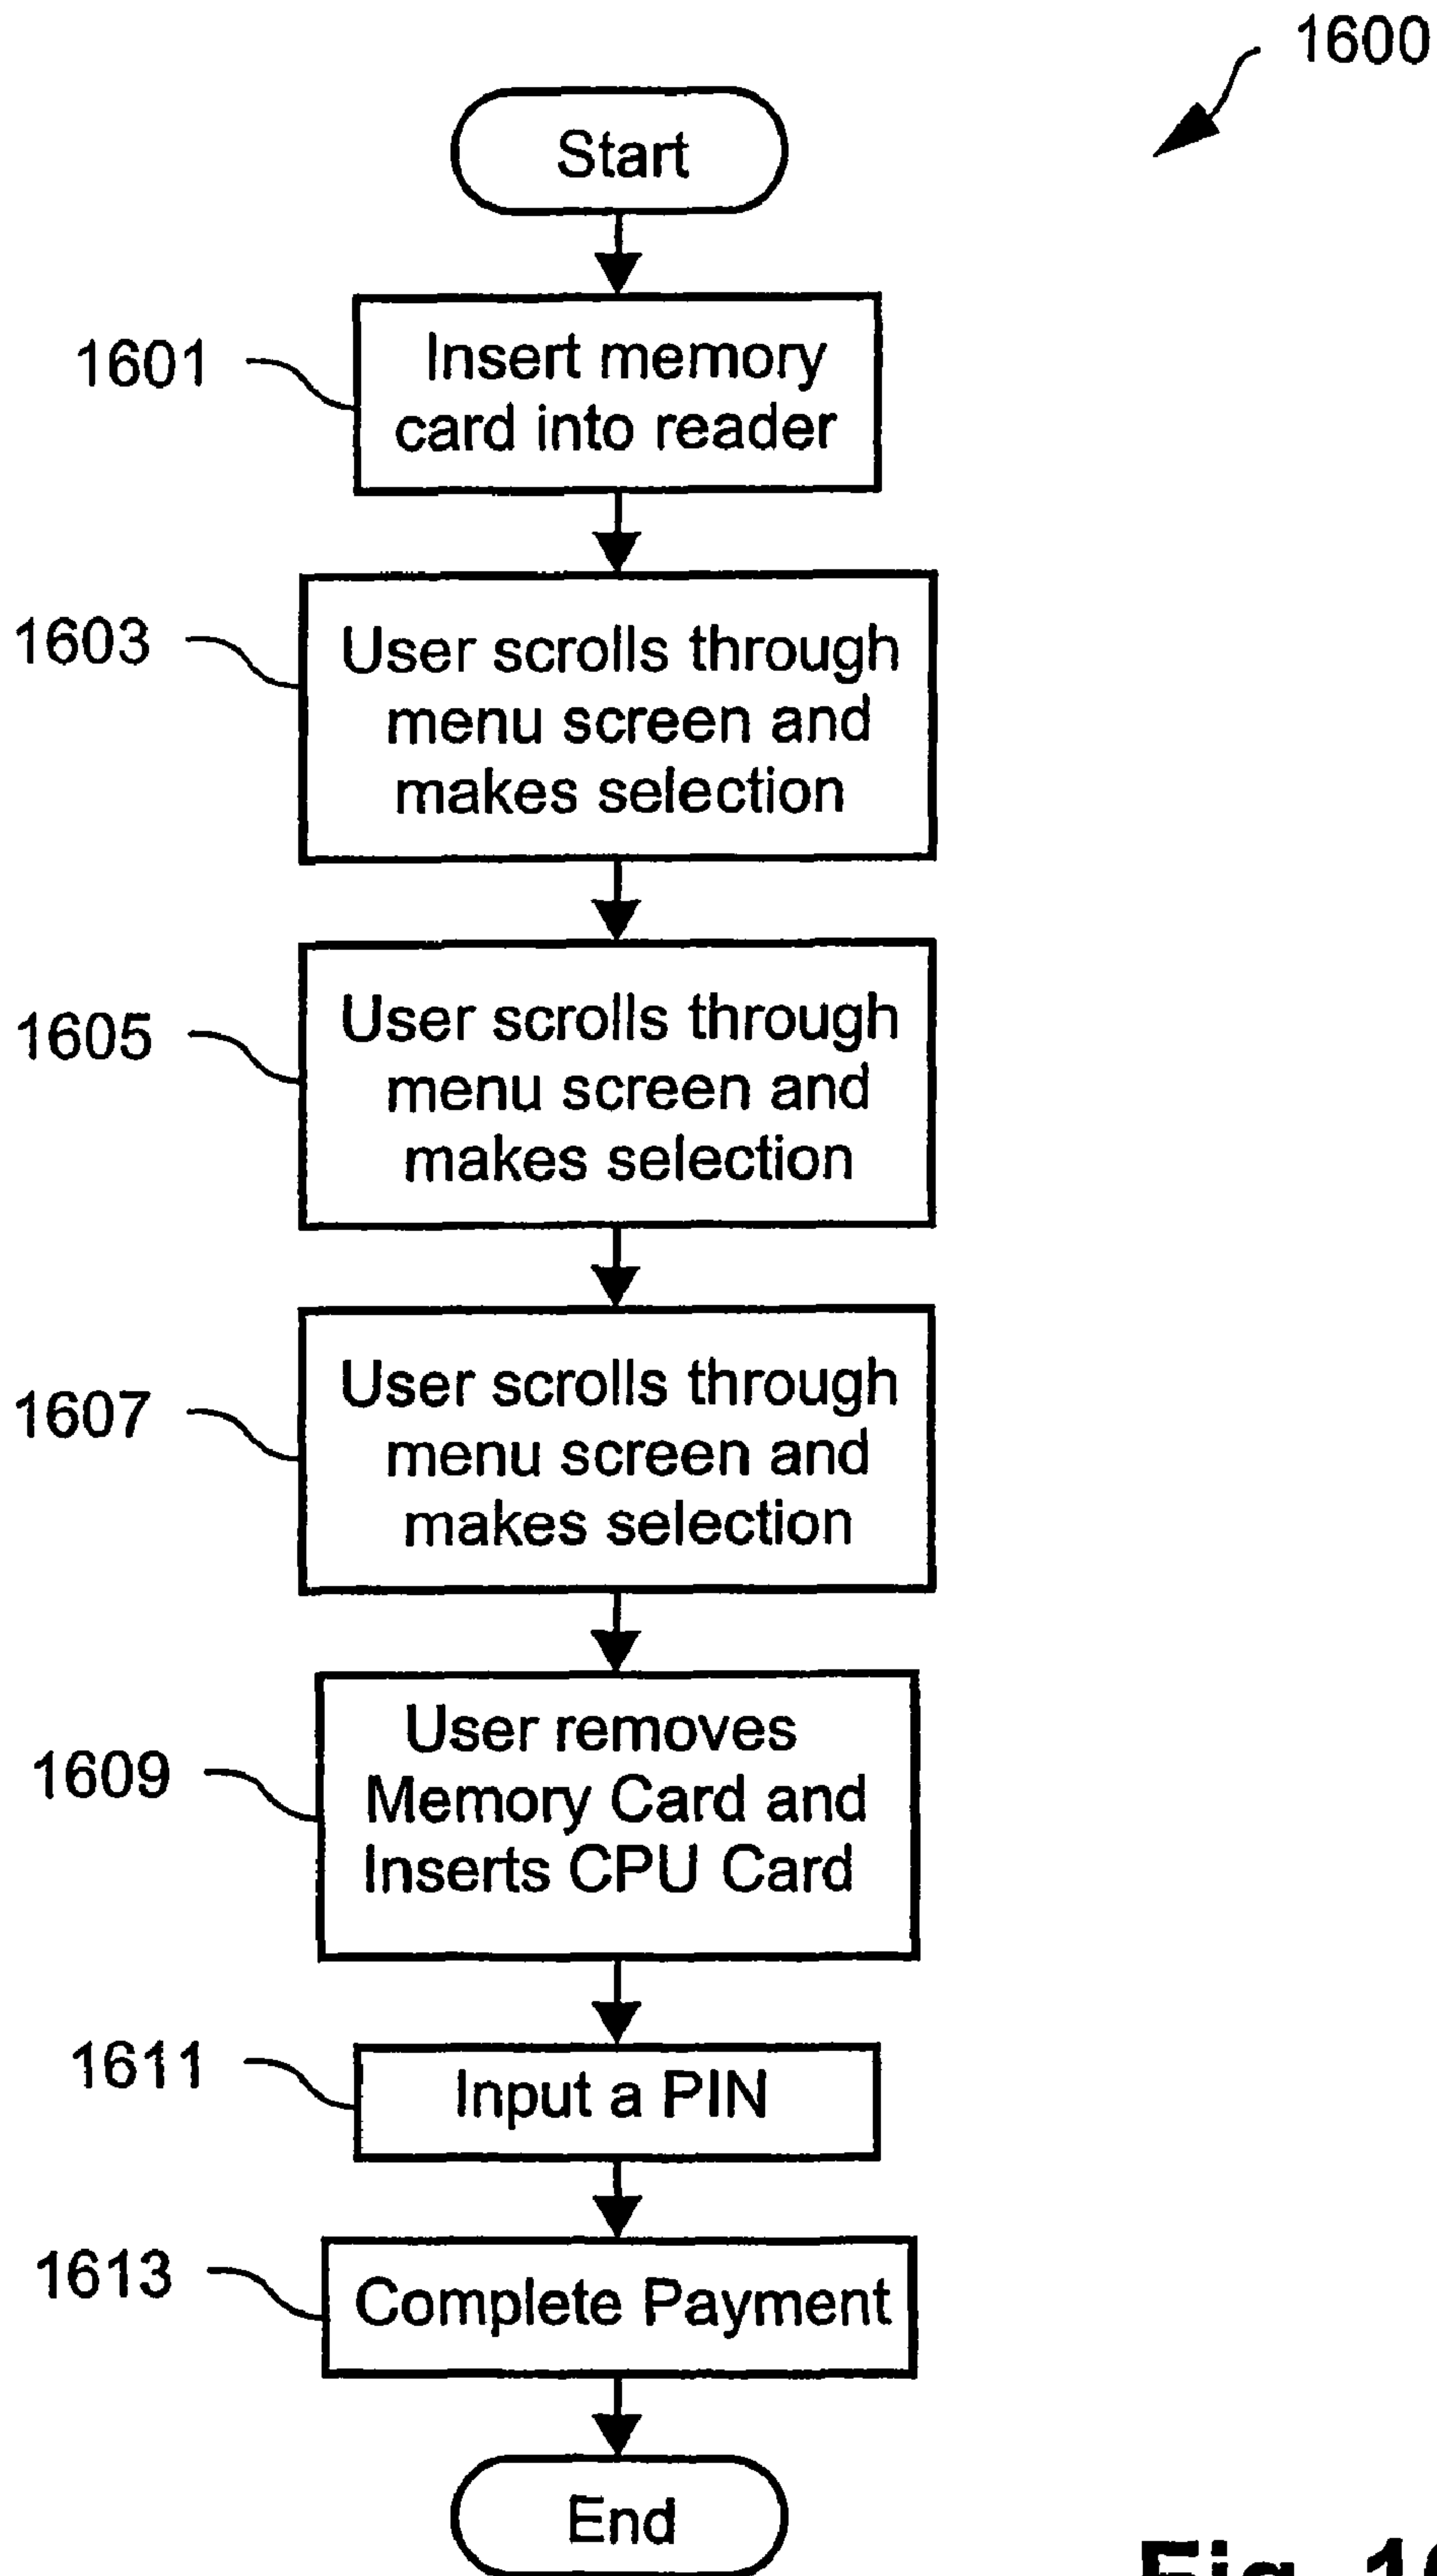 1600
Start
1601
Insert memory
card into reader
1603
User scrolls through
menu screen and
makes selection
1605
User scrolls through
menu screen and
makes selection
1607
User scrolls through
menu screen and
makes selection
1609
User removes
Memory Card and
Inserts CPU Card
1611
Input a PIN
1613
Complete Payment
End
Fig. 16